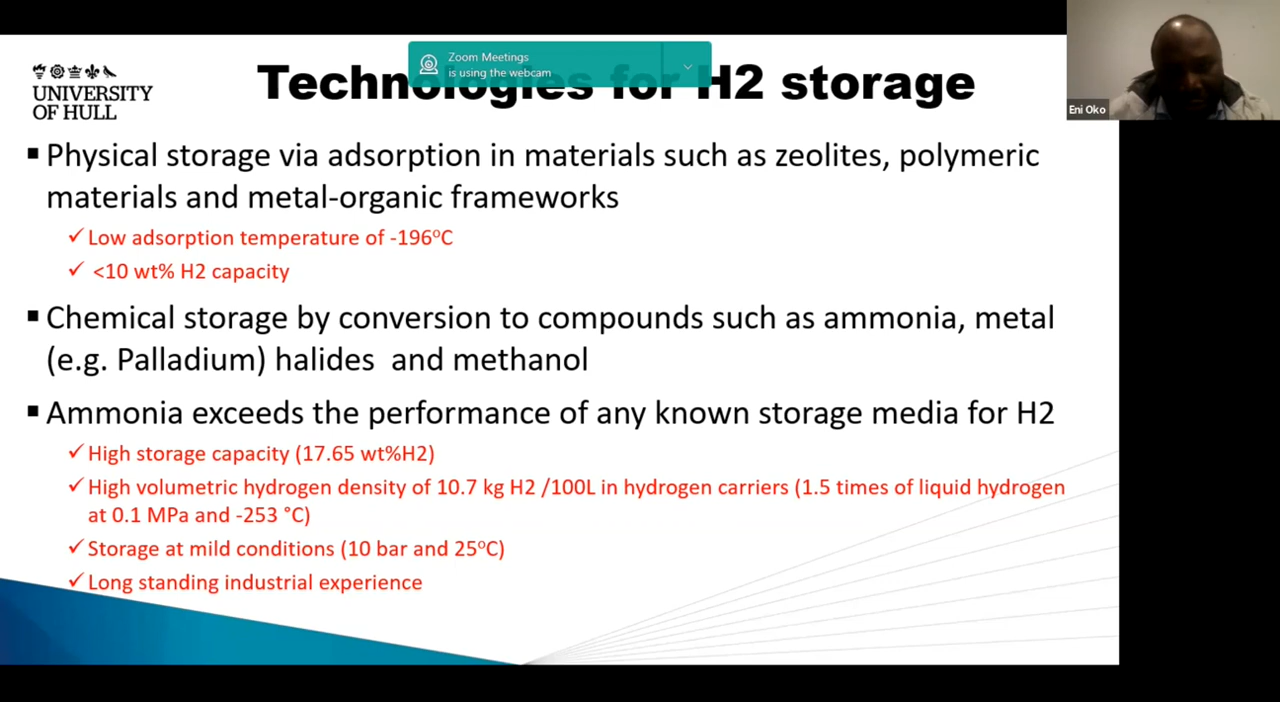 Zoom Meetings
is using the webcam
UNIVERSITY
OF HULL
Technologies for H2 storage
Eni Oko
▪ Physical storage via adsorption in materials such as zeolites, polymeric
materials and metal-organic frameworks
✓ Low adsorption temperature of -196°C
✓ <10 wt% H2 capacity
▪ Chemical storage by conversion to compounds such as ammonia, metal
(e.g. Palladium) halides and methanol
▪ Ammonia exceeds the performance of any known storage media for H2
✓ High storage capacity (17.65 wt%H2)
✓ High volumetric hydrogen density of 10.7 kg H2 /100L in hydrogen carriers (1.5 times of liquid hydrogen
at 0.1 MPa and -253 °C)
✓ Storage at mild conditions (10 bar and 25°C)
✓ Long standing industrial experience